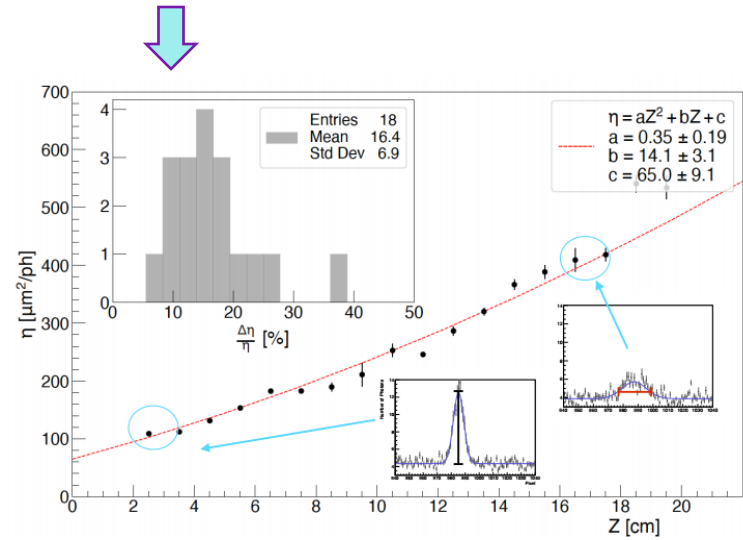 700
600
500
400
300
200
100
0
η [μm²/ph]
4
3
2
1
0
Entries 18
Mean 16.4
Std Dev 6.9
10 20 30 40 50
Δη
η
[%]
η = aZ² + bZ + c
a = 0.35 ± 0.19
b = 14.1 ± 3.1
c = 65.0 ± 9.1
0 2 4 6 8 10 12 14 16 18 20
Z [cm]